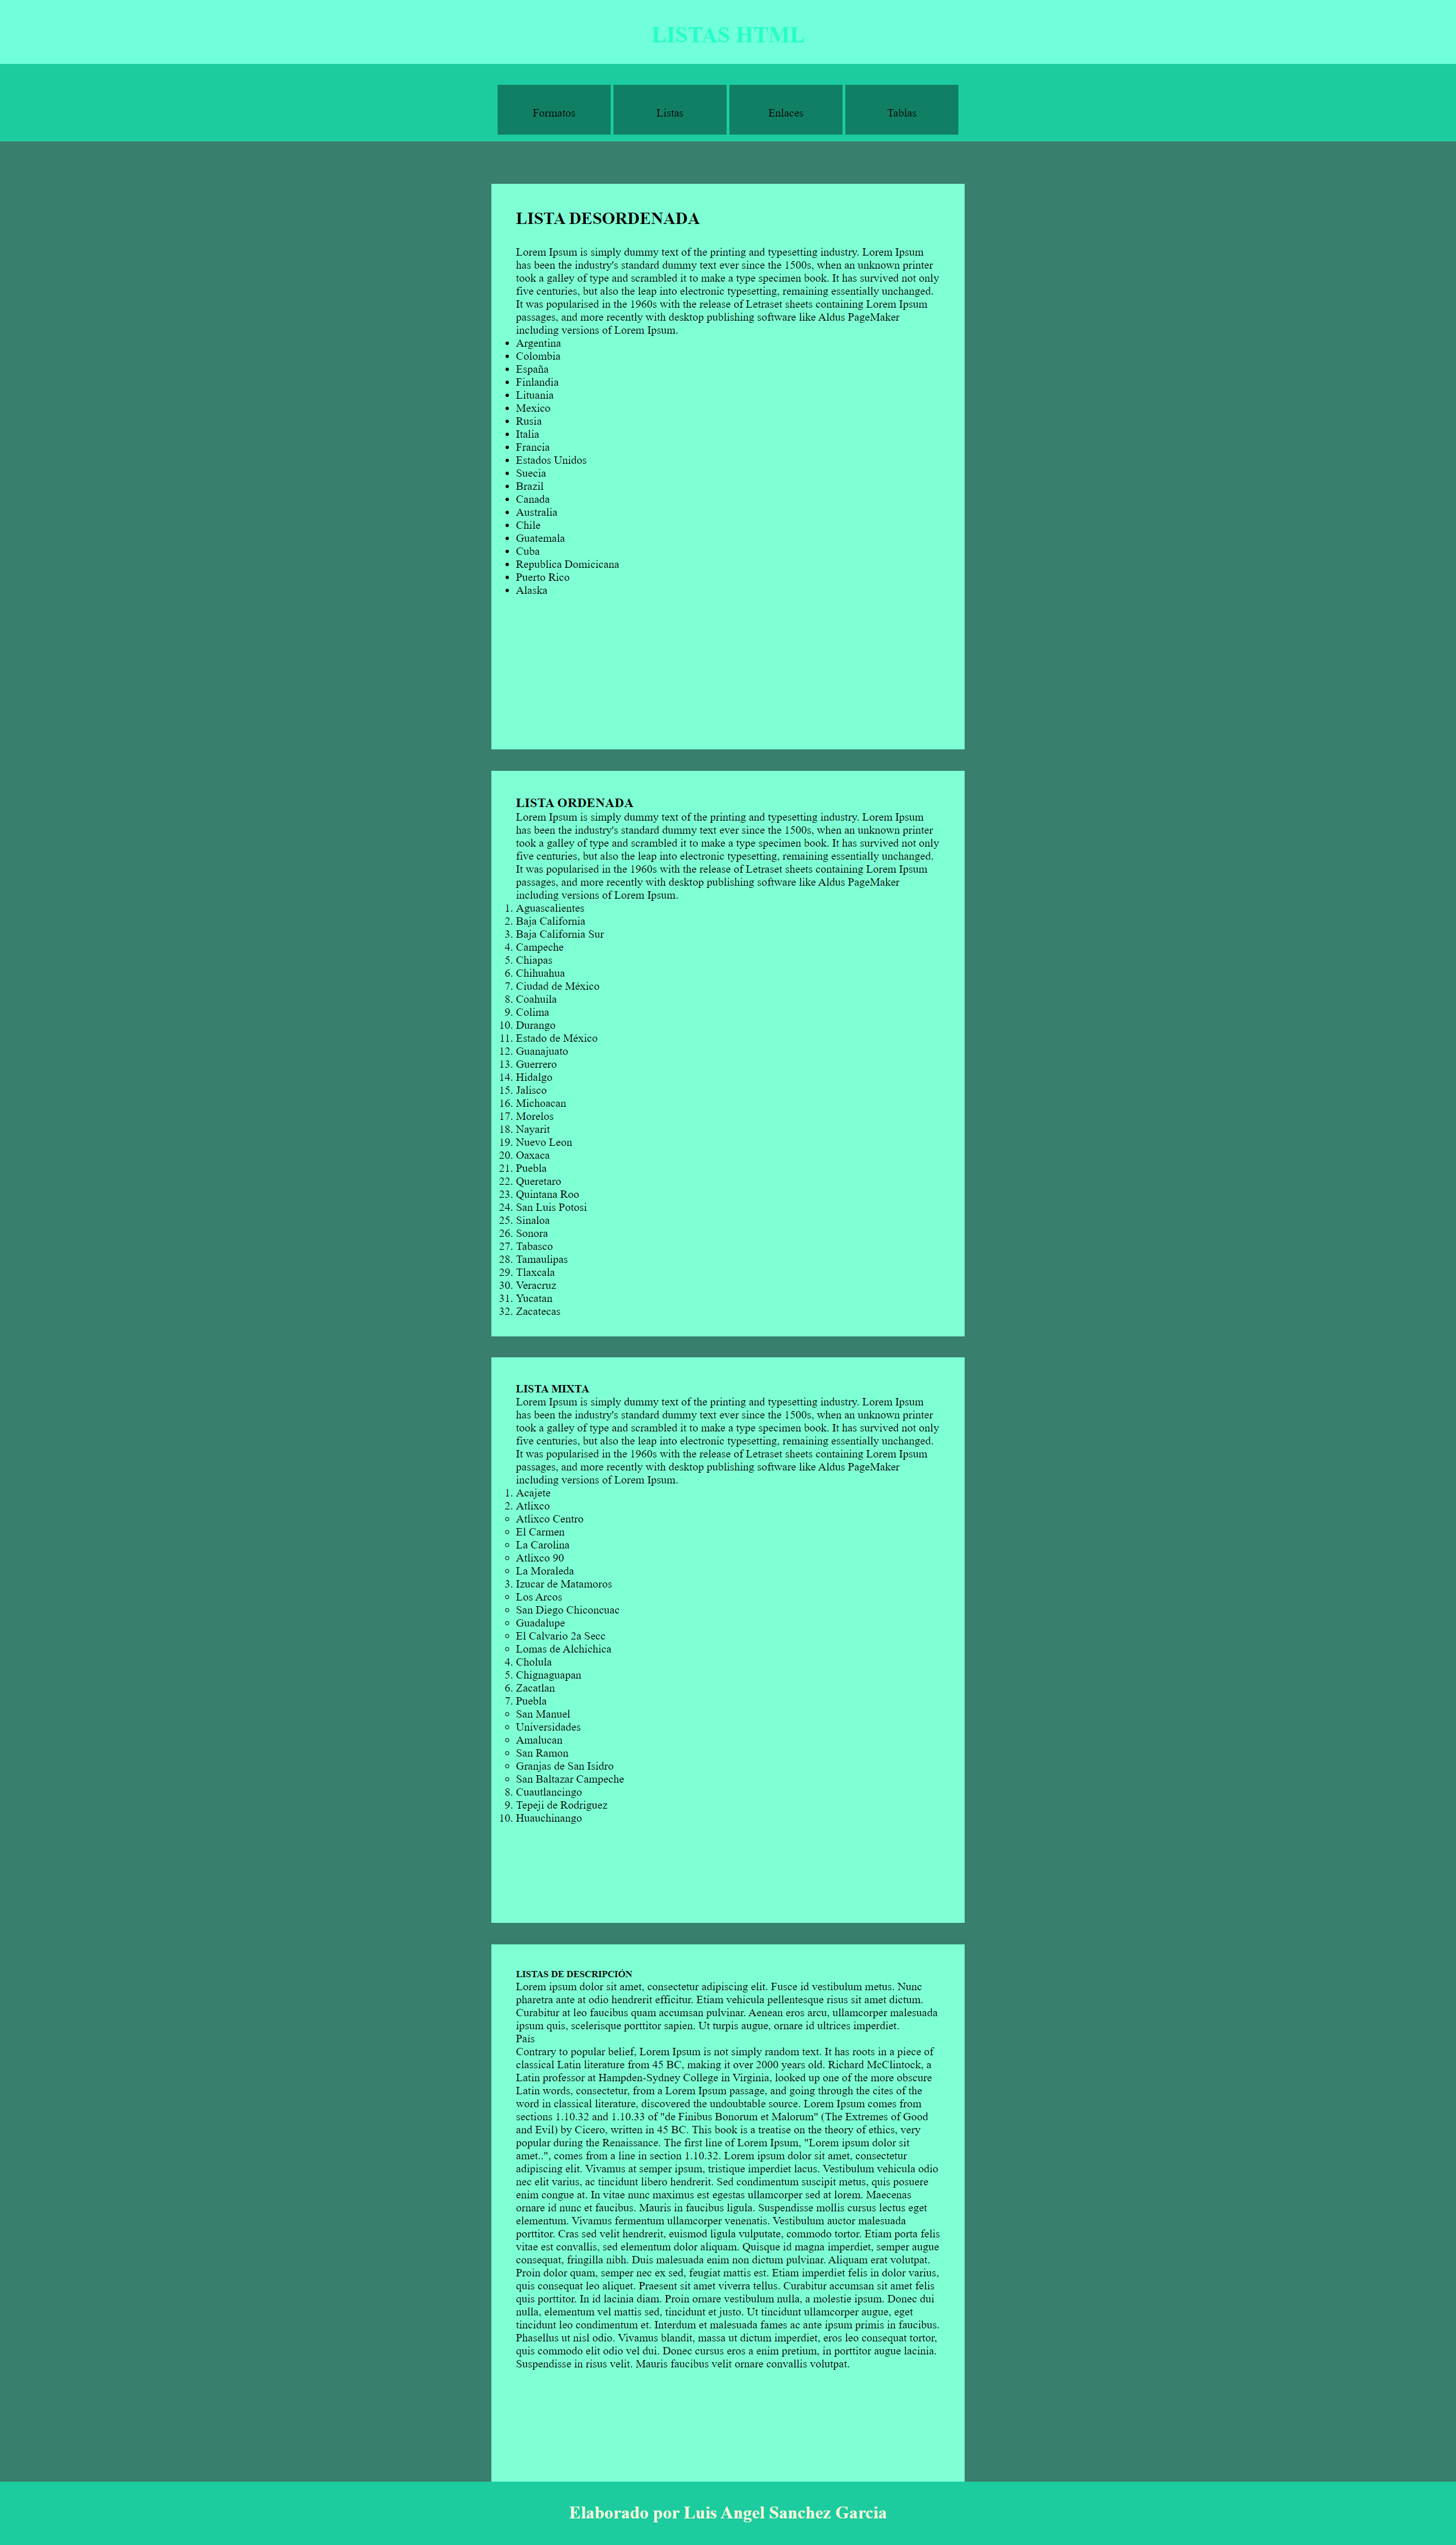 LISTAS HTML
Formatos
Listas
Enlaces
Tablas
LISTA DESORDENADA
Lorem Ipsum is simply dummy text of the printing and typesetting industry. Lorem Ipsum
has been the industry's standard dummy text ever since the 1500s, when an unknown printer
took a galley of type and scrambled it to make a type specimen book. It has survived not only
five centuries, but also the leap into electronic typesetting, remaining essentially unchanged.
It was popularised in the 1960s with the release of Letraset sheets containing Lorem Ipsum
passages, and more recently with desktop publishing software like Aldus PageMaker
including versions of Lorem Ipsum.
• Argentina
• Colombia
• España
• Finlandia
• Lituania
• Mexico
• Rusia
• Italia
• Francia
• Estados Unidos
• Suecia
• Brazil
• Canada
• Australia
• Chile
• Guatemala
• Cuba
• Republica Domicicana
• Puerto Rico
• Alaska
LISTA ORDENADA
Lorem Ipsum is simply dummy text of the printing and typesetting industry. Lorem Ipsum
has been the industry's standard dummy text ever since the 1500s, when an unknown printer
took a galley of type and scrambled it to make a type specimen book. It has survived not only
five centuries, but also the leap into electronic typesetting, remaining essentially unchanged.
It was popularised in the 1960s with the release of Letraset sheets containing Lorem Ipsum
passages, and more recently with desktop publishing software like Aldus PageMaker
including versions of Lorem Ipsum.
1. Aguascalientes
2. Baja California
3. Baja California Sur
4. Campeche
5. Chiapas
6. Chihuahua
7. Ciudad de México
8. Coahuila
9. Colima
10. Durango
11. Estado de México
12. Guanajuato
13. Guerrero
14. Hidalgo
15. Jalisco
16. Michoacan
17. Morelos
18. Nayarit
19. Nuevo Leon
20. Oaxaca
21. Puebla
22. Queretaro
23. Quintana Roo
24. San Luis Potosi
25. Sinaloa
26. Sonora
27. Tabasco
28. Tamaulipas
29. Tlaxcala
30. Veracruz
31. Yucatan
32. Zacatecas
LISTA MIXTA
Lorem Ipsum is simply dummy text of the printing and typesetting industry. Lorem Ipsum
has been the industry's standard dummy text ever since the 1500s, when an unknown printer
took a galley of type and scrambled it to make a type specimen book. It has survived not only
five centuries, but also the leap into electronic typesetting, remaining essentially unchanged.
It was popularised in the 1960s with the release of Letraset sheets containing Lorem Ipsum
passages, and more recently with desktop publishing software like Aldus PageMaker
including versions of Lorem Ipsum.
1. Acajete
2. Atlixco
◦ Atlixco Centro
◦ El Carmen
◦ La Carolina
◦ Atlixco 90
◦ La Moraleda
3. Izucar de Matamoros
◦ Los Arcos
◦ San Diego Chiconcuac
◦ Guadalupe
◦ El Calvario 2a Secc
◦ Lomas de Alchichica
4. Cholula
5. Chignaguapan
6. Zacatlan
7. Puebla
◦ San Manuel
◦ Universidades
◦ Amalucan
◦ San Ramon
◦ Granjas de San Isidro
◦ San Baltazar Campeche
8. Cuautlancingo
9. Tepeji de Rodriguez
10. Huauchinango
LISTAS DE DESCRIPCIÓN
Lorem ipsum dolor sit amet, consectetur adipiscing elit. Fusce id vestibulum metus. Nunc
pharetra ante at odio hendrerit efficitur. Etiam vehicula pellentesque risus sit amet dictum.
Curabitur at leo faucibus quam accumsan pulvinar. Aenean eros arcu, ullamcorper malesuada
ipsum quis, scelerisque porttitor sapien. Ut turpis augue, ornare id ultrices imperdiet.
País
Contrary to popular belief, Lorem Ipsum is not simply random text. It has roots in a piece of
classical Latin literature from 45 BC, making it over 2000 years old. Richard McClintock, a
Latin professor at Hampden-Sydney College in Virginia, looked up one of the more obscure
Latin words, consectetur, from a Lorem Ipsum passage, and going through the cites of the
word in classical literature, discovered the undoubtable source. Lorem Ipsum comes from
sections 1.10.32 and 1.10.33 of "de Finibus Bonorum et Malorum" (The Extremes of Good
and Evil) by Cicero, written in 45 BC. This book is a treatise on the theory of ethics, very
popular during the Renaissance. The first line of Lorem Ipsum, "Lorem ipsum dolor sit
amet..", comes from a line in section 1.10.32. Lorem ipsum dolor sit amet, consectetur
adipiscing elit. Vivamus at semper ipsum, tristique imperdiet lacus. Vestibulum vehicula odio
nec elit varius, ac tincidunt libero hendrerit. Sed condimentum suscipit metus, quis posuere
enim congue at. In vitae nunc maximus est egestas ullamcorper sed at lorem. Maecenas
ornare id nunc et faucibus. Mauris in faucibus ligula. Suspendisse mollis cursus lectus eget
elementum. Vivamus fermentum ullamcorper venenatis. Vestibulum auctor malesuada
porttitor. Cras sed velit hendrerit, euismod ligula vulputate, commodo tortor. Etiam porta felis
vitae est convallis, sed elementum dolor aliquam. Quisque id magna imperdiet, semper augue
consequat, fringilla nibh. Duis malesuada enim non dictum pulvinar. Aliquam erat volutpat.
Proin dolor quam, semper nec ex sed, feugiat mattis est. Etiam imperdiet felis in dolor varius,
quis consequat leo aliquet. Praesent sit amet viverra tellus. Curabitur accumsan sit amet felis
quis porttitor. In id lacinia diam. Proin ornare vestibulum nulla, a molestie ipsum. Donec dui
nulla, elementum vel mattis sed, tincidunt et justo. Ut tincidunt ullamcorper augue, eget
tincidunt leo condimentum et. Interdum et malesuada fames ac ante ipsum primis in faucibus.
Phasellus ut nisl odio. Vivamus blandit, massa ut dictum imperdiet, eros leo consequat tortor,
quis commodo elit odio vel dui. Donec cursus eros a enim pretium, in porttitor augue lacinia.
Suspendisse in risus velit. Mauris faucibus velit ornare convallis volutpat.
Elaborado por Luis Angel Sanchez Garcia